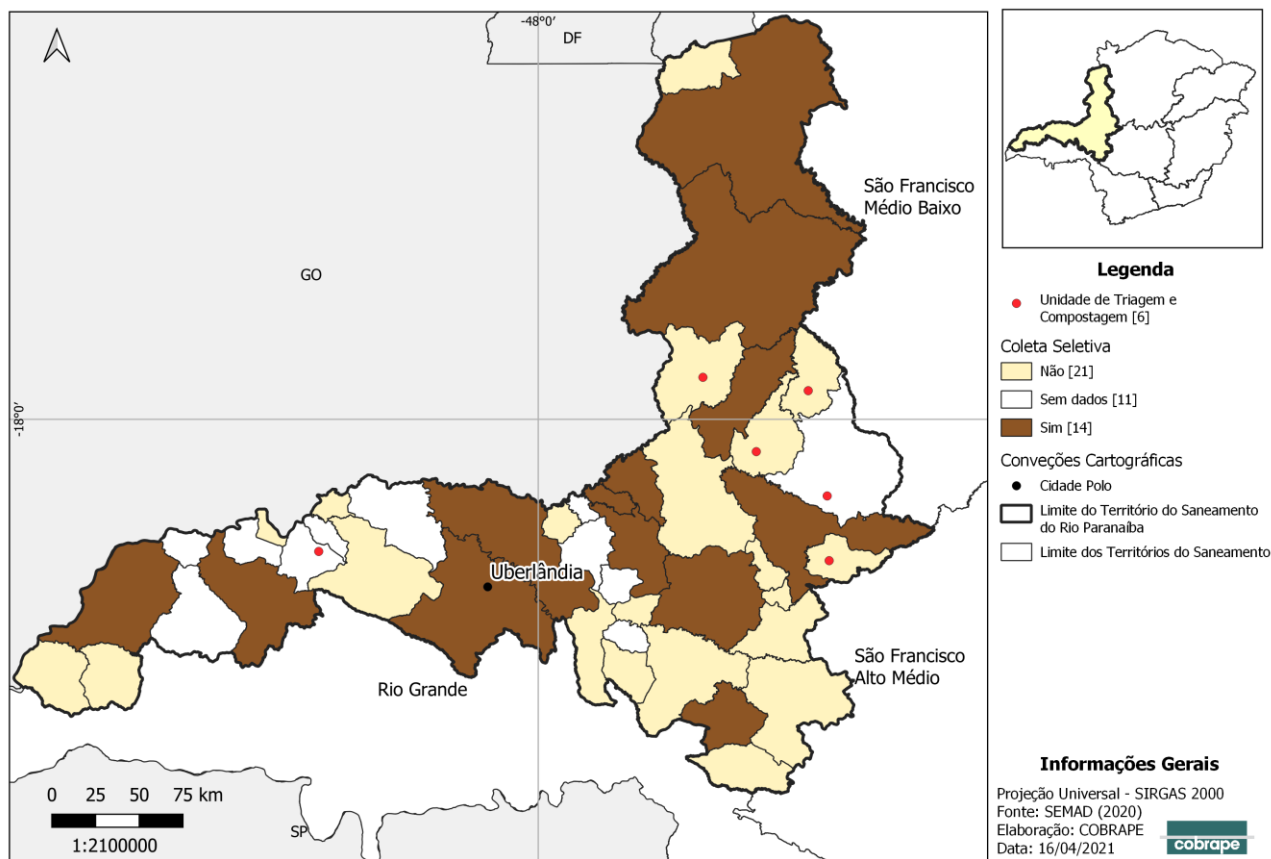 -48°0'
DF
São Francisco
Médio Baixo
GO
-18°0'
Uberlândia
São Francisco
Alto Médio
Rio Grande
0 25 50 75 km
1:2100000
SP
Legenda
Unidade de Triagem e
Compostagem [6]
Coleta Seletiva
Não [21]
Sem dados [11]
Sim [14]
Conveções Cartográficas
Cidade Polo
Limite do Território do Saneamento
do Rio Paranaíba
Limite dos Territórios do Saneamento
Informações Gerais
Projeção Universal - SIRGAS 2000
Fonte: SEMAD (2020)
Elaboração: COBRAPE
Data: 16/04/2021
cobrape